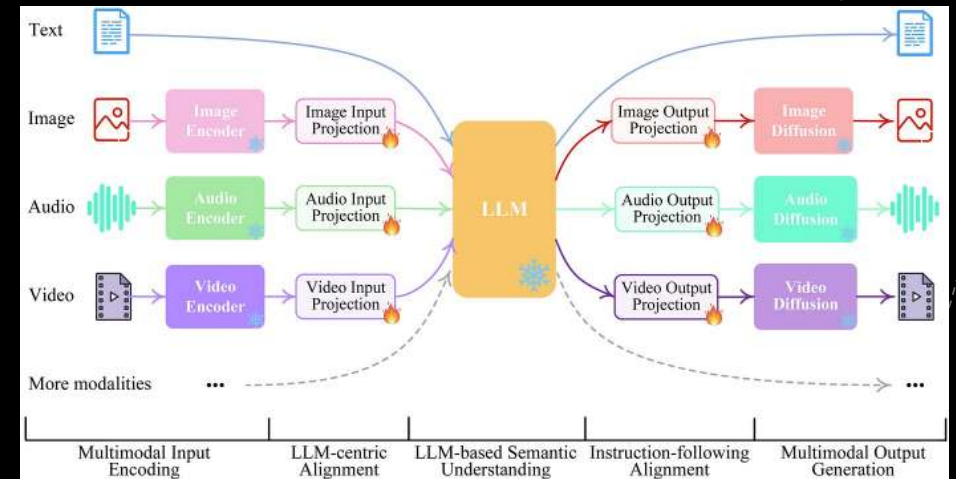 Text
Image
Image
Encoder
Image Input
Projection
Image Output
Projection
Image
Diffusion
Audio
Audio
Encoder
Audio Input
Projection
LLM
Audio Output
Projection
Audio
Diffusion
Video
Video
Encoder
Video Input
Projection
Video Output
Projection
Video
Diffusion
More modalities
...
...
Multimodal Input
Encoding
LLM-centric
Alignment
LLM-based Semantic
Understanding
Instruction-following
Alignment
Multimodal Output
Generation